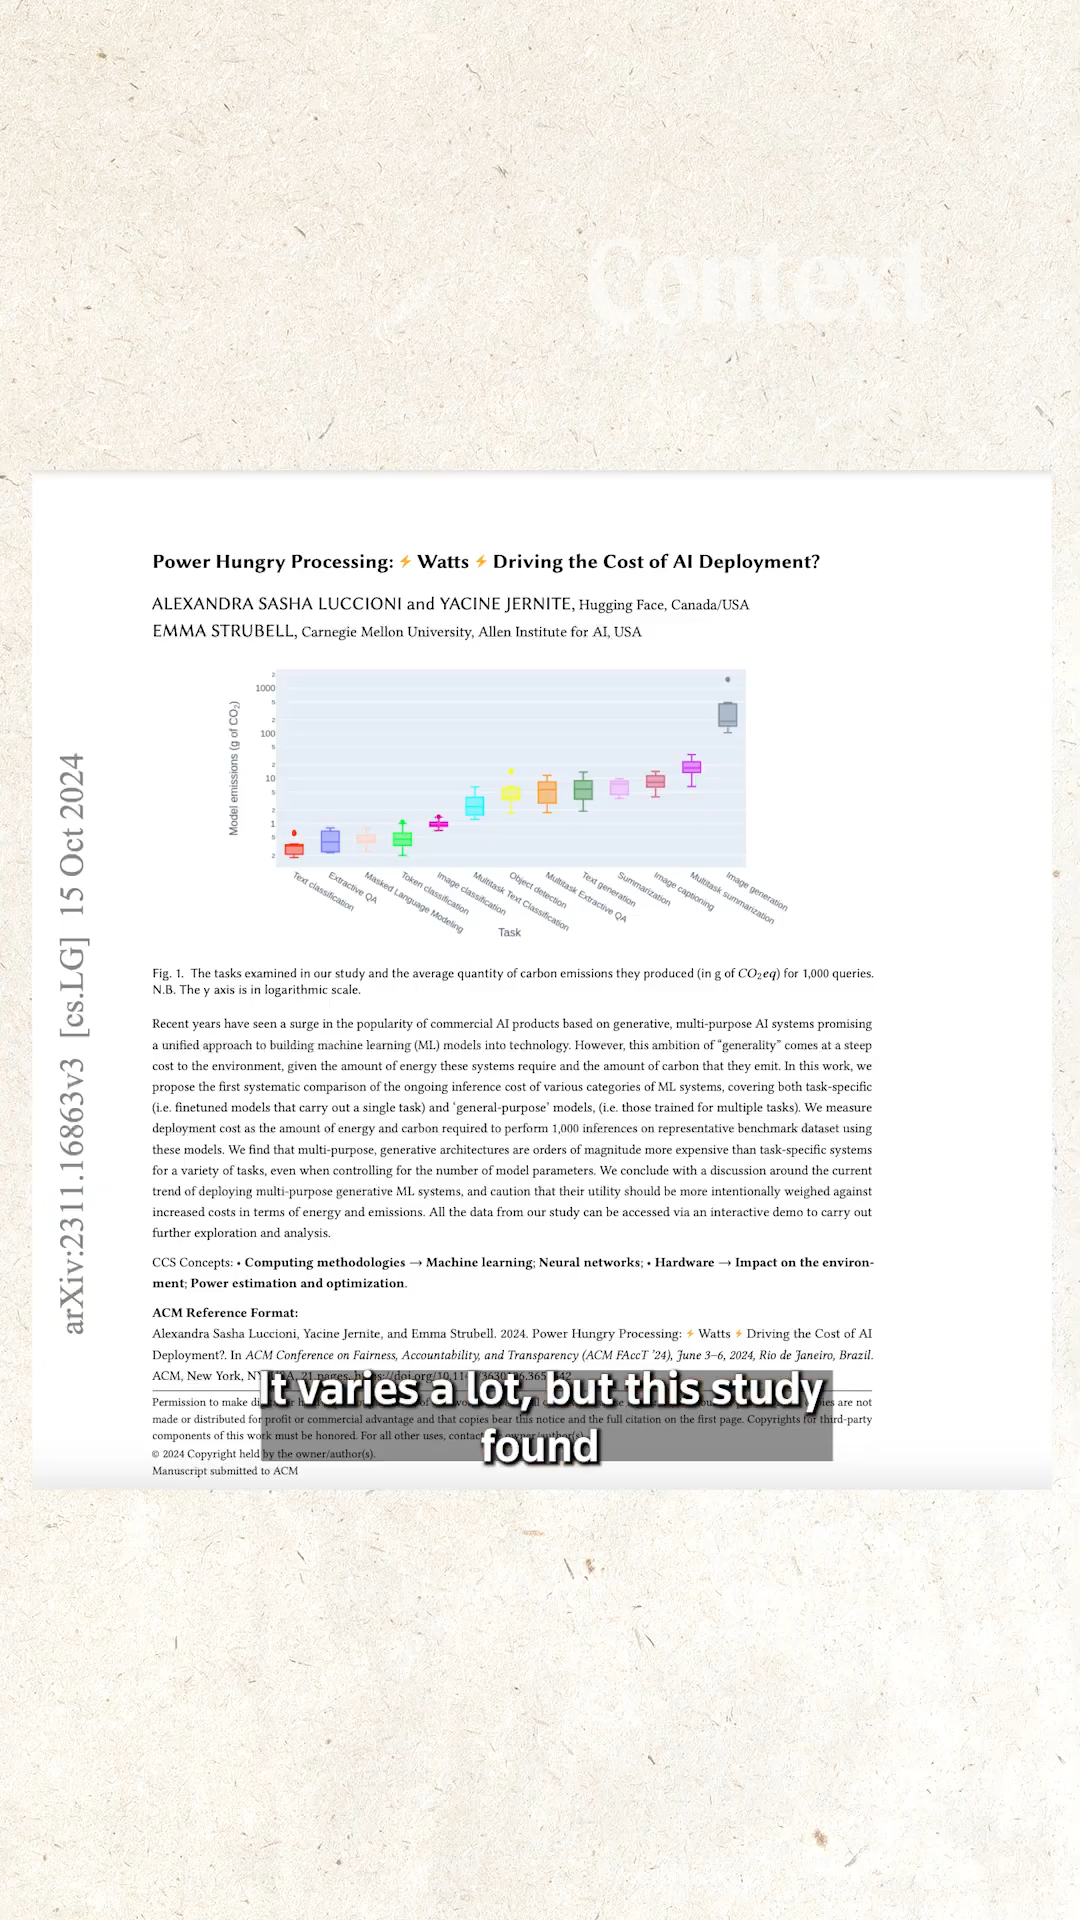 Context
Power Hungry Processing: ⚡ Watts ⚡ Driving the Cost of AI Deployment?
ALEXANDRA SASHA LUCCIONI and YACINE JERNITE, Hugging Face, Canada/USA
EMMA STRUBELL, Carnegie Mellon University, Allen Institute for AI, USA
arXiv:2311.16863v3 [cs.LG] 15 Oct 2024
Model emissions (g of CO₂)
2
1000
5
2
100
5
2
10
5
2
1
5
2
Text classification
Extractive QA
Masked Language Modeling
Token classification
Image classification
Multitask Text Classification
Object detection
Multitask Extractive QA
Text generation
Summarization
Image captioning
Multitask summarization
Image generation
Task
Fig. 1. The tasks examined in our study and the average quantity of carbon emissions they produced (in g of CO₂eq) for 1,000 queries.
N.B. The y axis is in logarithmic scale.
Recent years have seen a surge in the popularity of commercial AI products based on generative, multi-purpose AI systems promising
a unified approach to building machine learning (ML) models into technology. However, this ambition of “generality” comes at a steep
cost to the environment, given the amount of energy these systems require and the amount of carbon that they emit. In this work, we
propose the first systematic comparison of the ongoing inference cost of various categories of ML systems, covering both task-specific
(i.e. finetuned models that carry out a single task) and ‘general-purpose’ models, (i.e. those trained for multiple tasks). We measure
deployment cost as the amount of energy and carbon required to perform 1,000 inferences on representative benchmark dataset using
these models. We find that multi-purpose, generative architectures are orders of magnitude more expensive than task-specific systems
for a variety of tasks, even when controlling for the number of model parameters. We conclude with a discussion around the current
trend of deploying multi-purpose generative ML systems, and caution that their utility should be more intentionally weighed against
increased costs in terms of energy and emissions. All the data from our study can be accessed via an interactive demo to carry out
further exploration and analysis.
CCS Concepts: • Computing methodologies → Machine learning; Neural networks; • Hardware → Impact on the environ-
ment; Power estimation and optimization.
ACM Reference Format:
Alexandra Sasha Luccioni, Yacine Jernite, and Emma Strubell. 2024. Power Hungry Processing: ⚡ Watts ⚡ Driving the Cost of AI
Deployment?. In ACM Conference on Fairness, Accountability, and Transparency (ACM FAccT ’24), June 3–6, 2024, Rio de Janeiro, Brazil.
ACM, New York, 21 pages.
It varies a lot, but this study
found
Permission to make are not
made or distributed for profit or commercial advantage and that copies bear this notice and the full citation on the first page. Copyrights for third-party
components of this work must be honored. For all other uses, contact owner/author(s).
© 2024 Copyright held by the owner/author(s).
Manuscript submitted to ACM